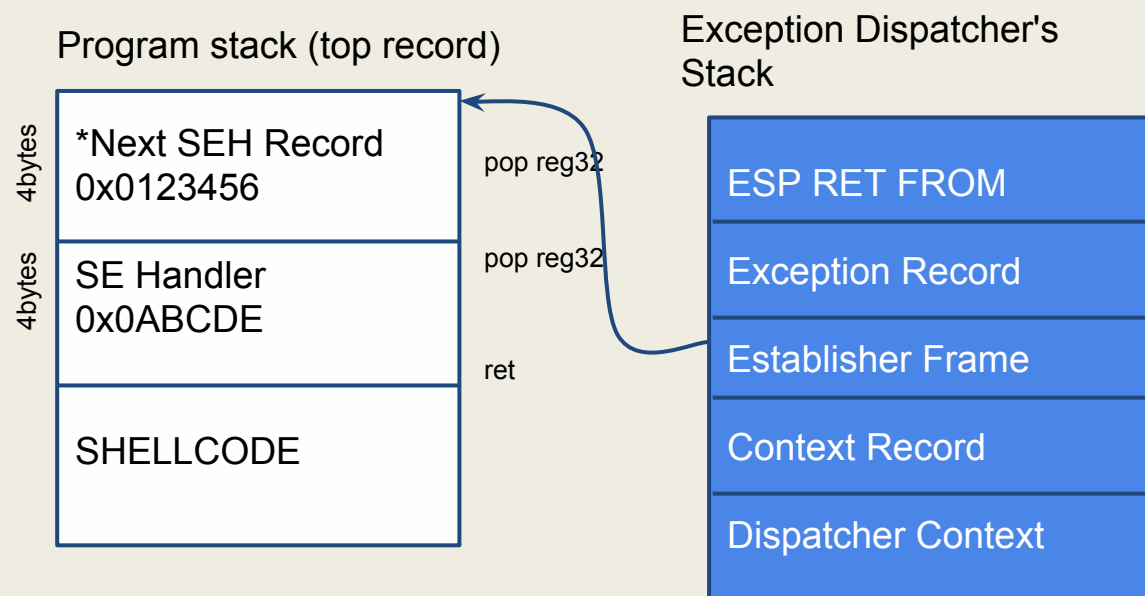 Program stack (top record)
4bytes
*Next SEH Record
0x0123456
4bytes
SE Handler
0x0ABCDE
SHELLCODE
pop reg32
pop reg32
ret
Exception Dispatcher's
Stack
ESP RET FROM
Exception Record
Establisher Frame
Context Record
Dispatcher Context